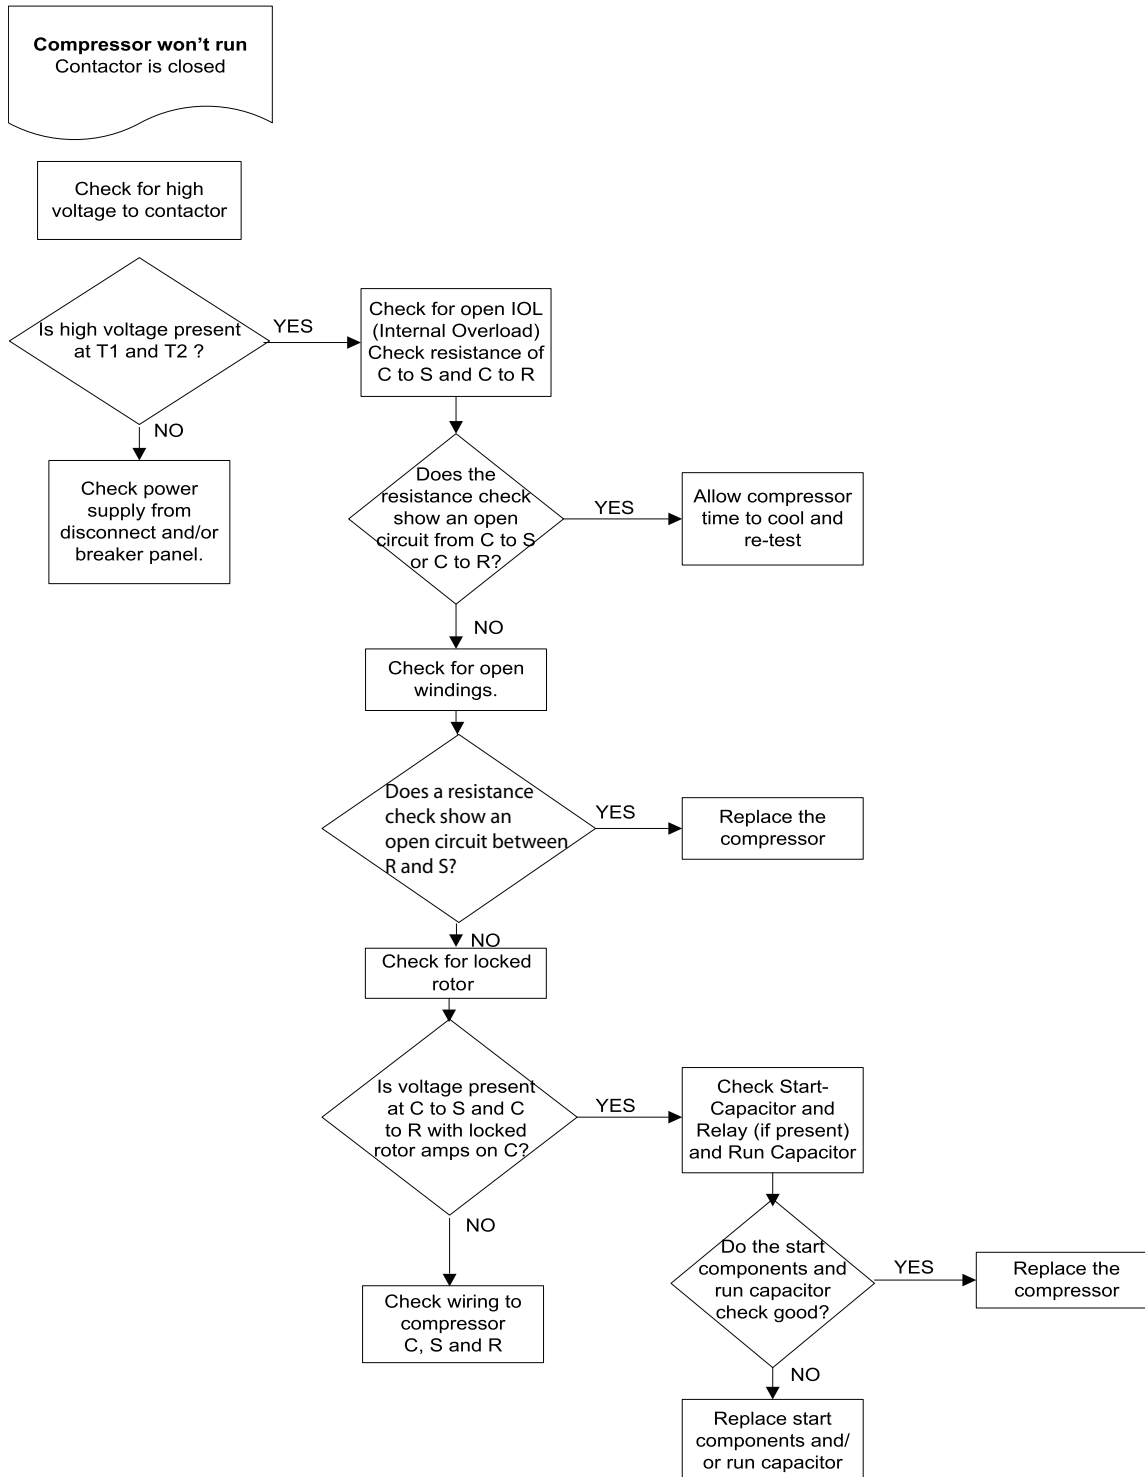 Compressor won't run
Contactor is closed
Check for high
voltage to contactor
Is high voltage present
at T1 and T2 ?
YES
NO
Check power
supply from
disconnect and/or
breaker panel.
Check for open IOL
(Internal Overload)
Check resistance of
C to S and C to R
Does the
resistance check
show an open
circuit from C to S
or C to R?
YES
Allow compressor
time to cool and
re-test
NO
Check for open
windings.
Does a resistance
check show an
open circuit between
R and S?
YES
Replace the
compressor
NO
Check for locked
rotor
Is voltage present
at C to S and C
to R with locked
rotor amps on C?
YES
Check Start-
Capacitor and
Relay (if present)
and Run Capacitor
NO
Check wiring to
compressor
C, S and R
Do the start
components and
run capacitor
check good?
YES
Replace the
compressor
NO
Replace start
components and/
or run capacitor